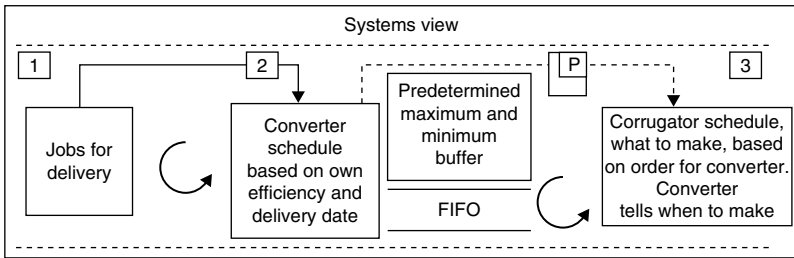 Systems view
1
2
P
3
Jobs for
delivery
Converter
schedule
based on own
efficiency and
delivery date
Predetermined
maximum and
minimum
buffer
FIFO
Corrugator schedule,
what to make, based
on order for converter.
Converter
tells when to make